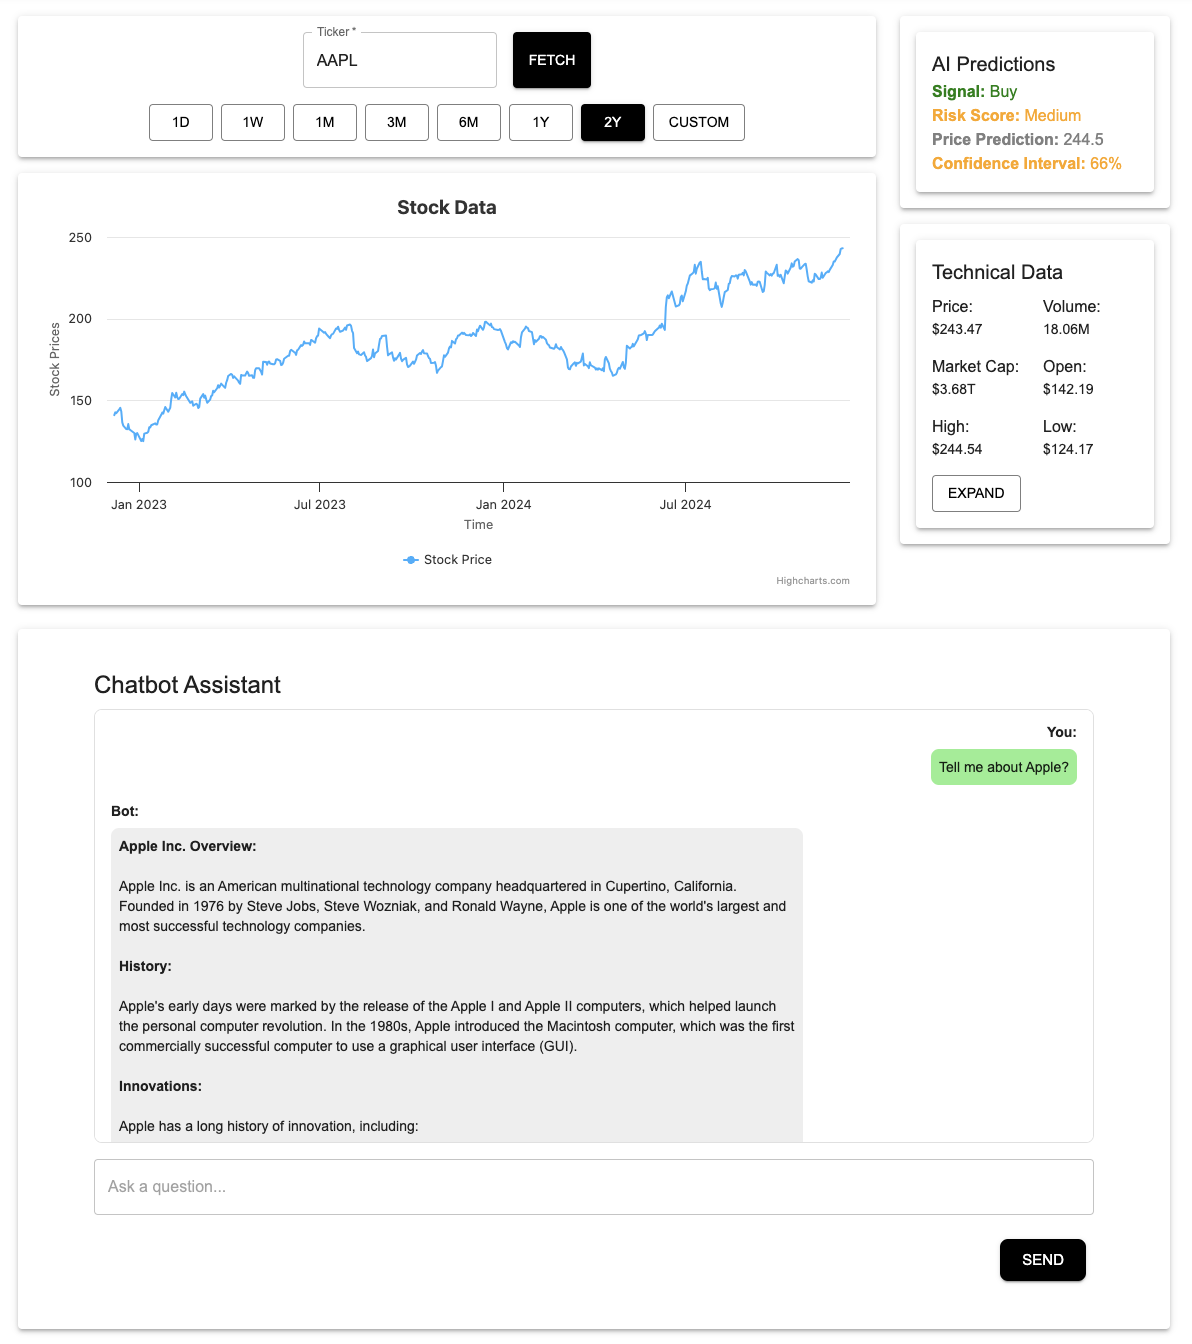 Ticker *
AAPL
FETCH
1D
1W
1M
3M
6M
1Y
2Y
CUSTOM
Stock Data
250
200
150
100
Stock Prices
Jan 2023
Jul 2023
Jan 2024
Jul 2024
Time
Stock Price
Highcharts.com
AI Predictions
Signal: Buy
Risk Score: Medium
Price Prediction: 244.5
Confidence Interval: 66%
Technical Data
Price:
$243.47
Volume:
18.06M
Market Cap:
$3.68T
Open:
$142.19
High:
$244.54
Low:
$124.17
EXPAND
Chatbot Assistant
You:
Tell me about Apple?
Bot:
Apple Inc. Overview:
Apple Inc. is an American multinational technology company headquartered in Cupertino, California.
Founded in 1976 by Steve Jobs, Steve Wozniak, and Ronald Wayne, Apple is one of the world's largest and
most successful technology companies.
History:
Apple's early days were marked by the release of the Apple I and Apple II computers, which helped launch
the personal computer revolution. In the 1980s, Apple introduced the Macintosh computer, which was the first
commercially successful computer to use a graphical user interface (GUI).
Innovations:
Apple has a long history of innovation, including:
Ask a question...
SEND